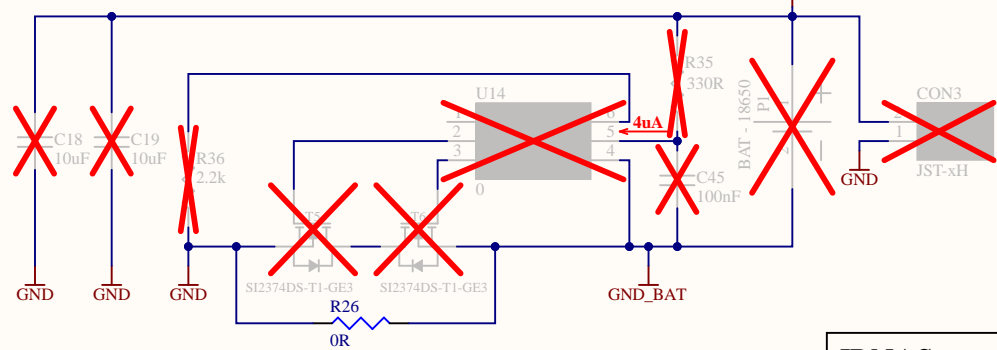 R35
330R
U14
CON3
2
1
JST-xH
BAT - 18650
P1
C18
10uF
C19
10uF
R36
2.2k
2
3
5
4
4uA
0
C45
100nF
T5
T6
SI2374DS-T1-GE3
SI2374DS-T1-GE3
GND
GND
GND
GND_BAT
GND
R26
0R